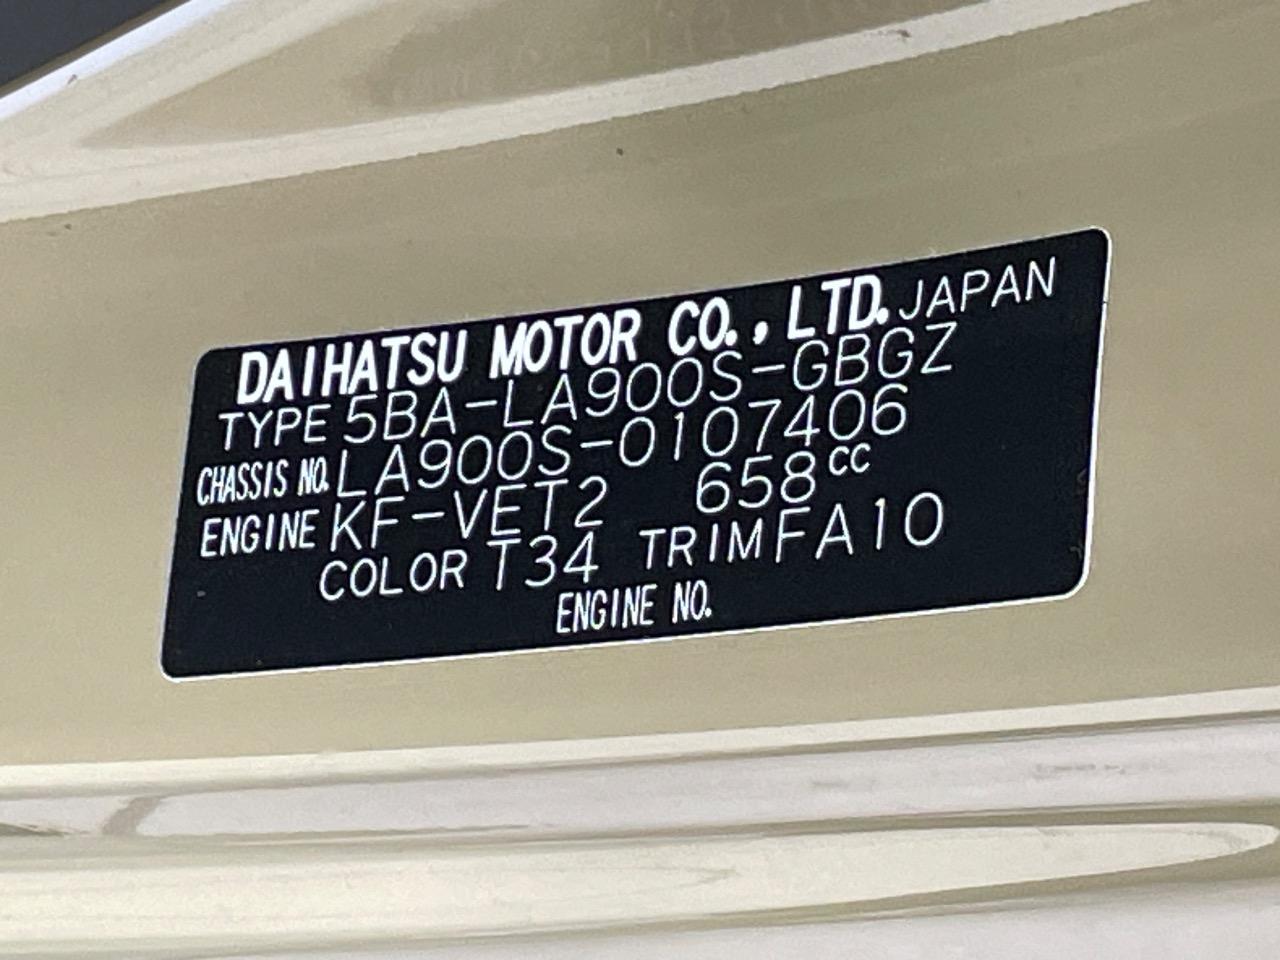 DAIHATSU MOTOR CO., LTD. JAPAN
TYPE 5BA-LA900S-GBGZ
CHASSIS NO. LA900S-0107406
ENGINE KF-VET2 658CC
COLOR T34 TRIM FA10
ENGINE NO.